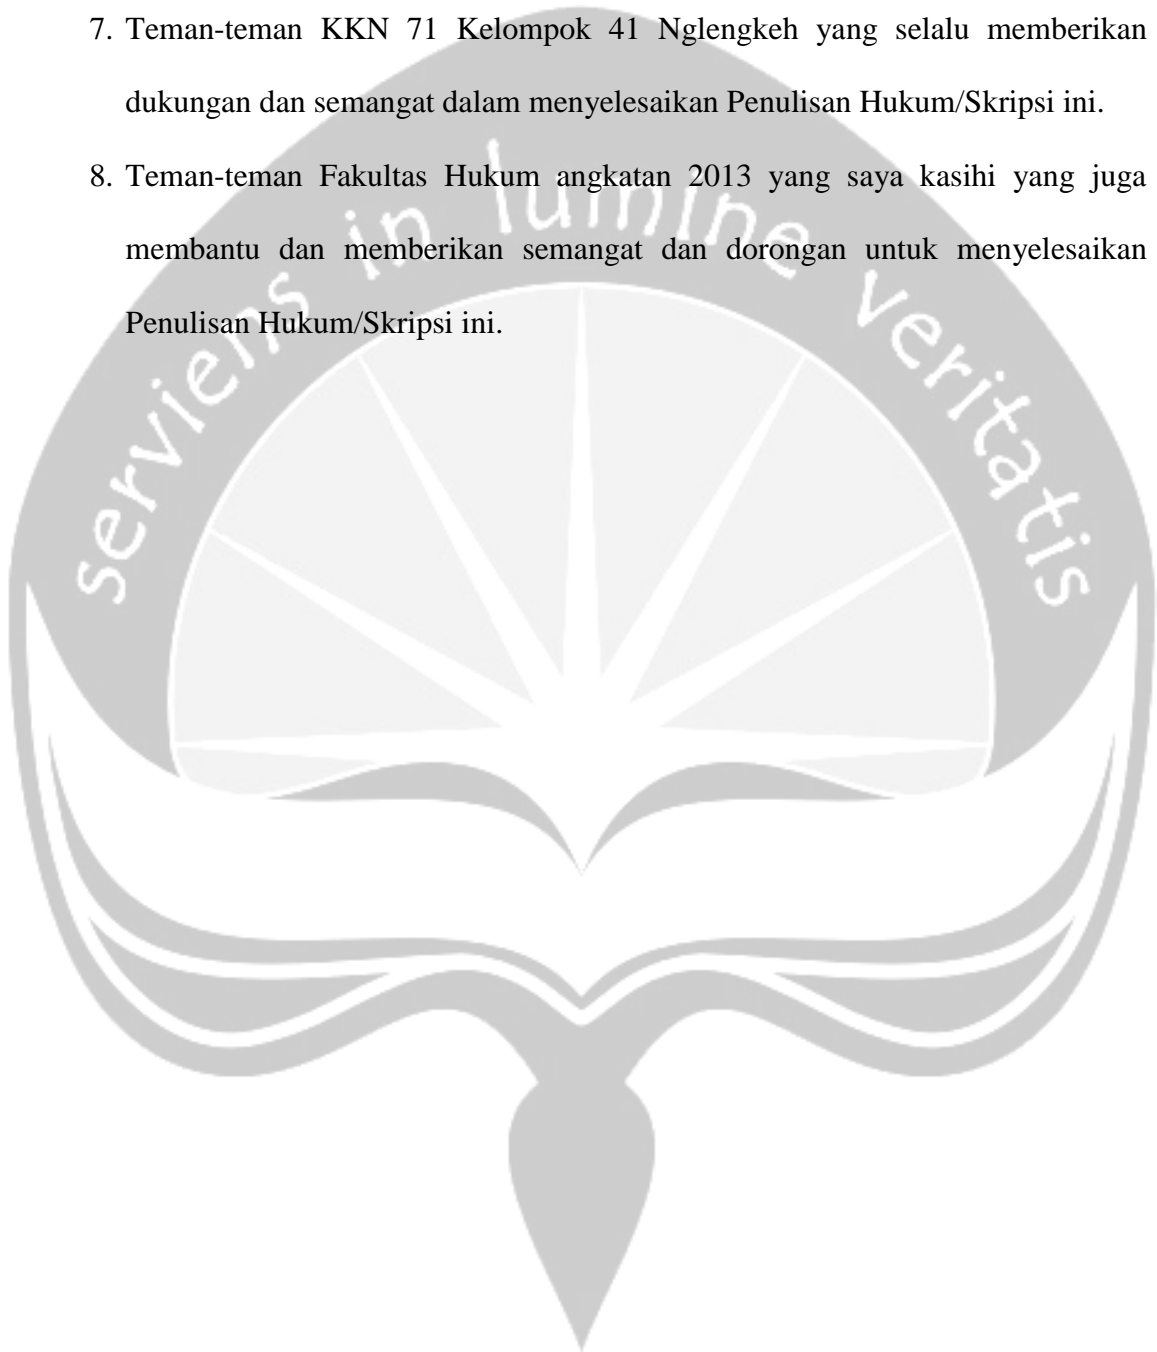 7. Teman-teman KKN 71 Kelompok 41 Nglengkeh yang selalu memberikan
dukungan dan semangat dalam menyelesaikan Penulisan Hukum/Skripsi ini.
8. Teman-teman Fakultas Hukum angkatan 2013 yang saya kasihi yang juga
membantu dan memberikan semangat dan dorongan untuk menyelesaikan
Penulisan Hukum/Skripsi ini.
serviens in lumine veritatis